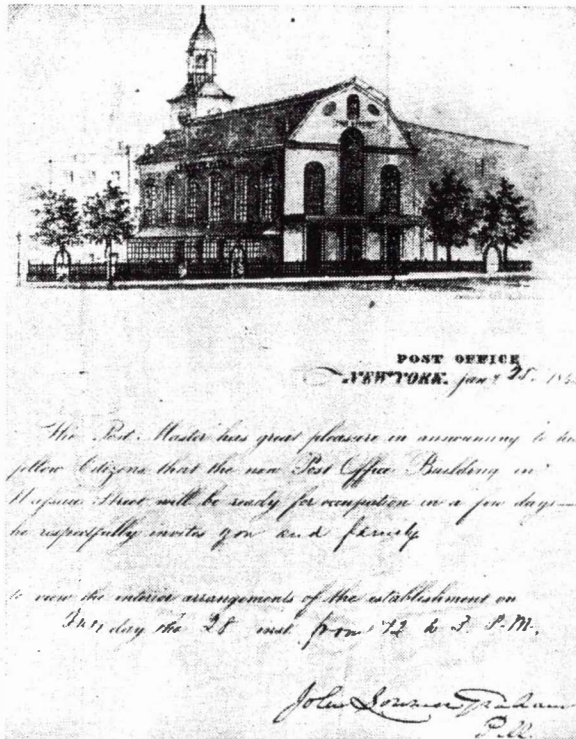 POST OFFICE
NEW YORK. Jany 25. 184
The Post Master has great pleasure in announcing to his
fellow Citizens that the new Post Office Building in
Nassau Street will be ready for occupation in a few days—
he respectfully invites you and family
to view the interior arrangements of the establishment on
day the 28 inst. from 12 to 3. P.M.
John Lorimer Graham
P.M.